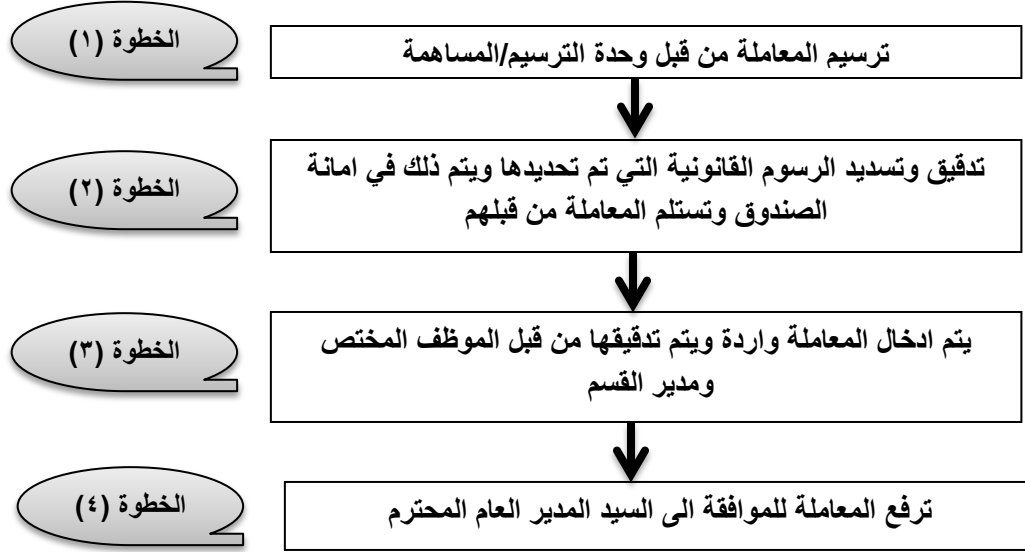 الخطوة (١)
ترسيم المعاملة من قبل وحدة الترسيم/المساهمة
الخطوة (٢)
تدقيق وتسديد الرسوم القانونية التي تم تحديدها ويتم ذلك في امانة
الصندوق وتستلم المعاملة من قبلهم
الخطوة (٣)
يتم ادخال المعاملة واردة ويتم تدقيقها من قبل الموظف المختص
ومدير القسم
الخطوة (٤)
ترفع المعاملة للموافقة الى السيد المدير العام المحترم